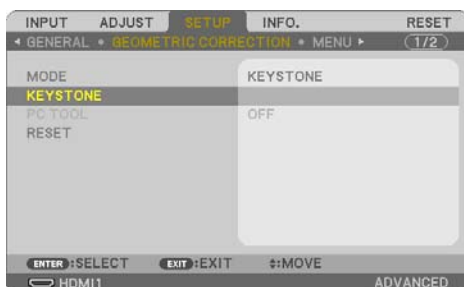 INPUT ADJUST SETUP INFO. RESET
◂ GENERAL • GEOMETRIC CORRECTION • MENU ▸ 1/2
MODE KEYSTONE
KEYSTONE
PC TOOL OFF
RESET
ENTER :SELECT EXIT :EXIT ⬍:MOVE
HDMI1 ADVANCED